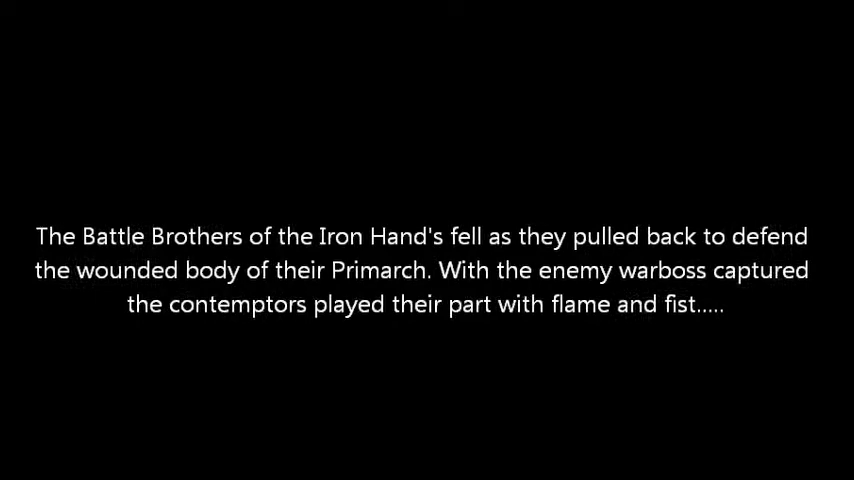 The Battle Brothers of the Iron Hand's fell as they pulled back to defend
the wounded body of their Primarch. With the enemy warboss captured
the contemptors played their part with flame and fist.....